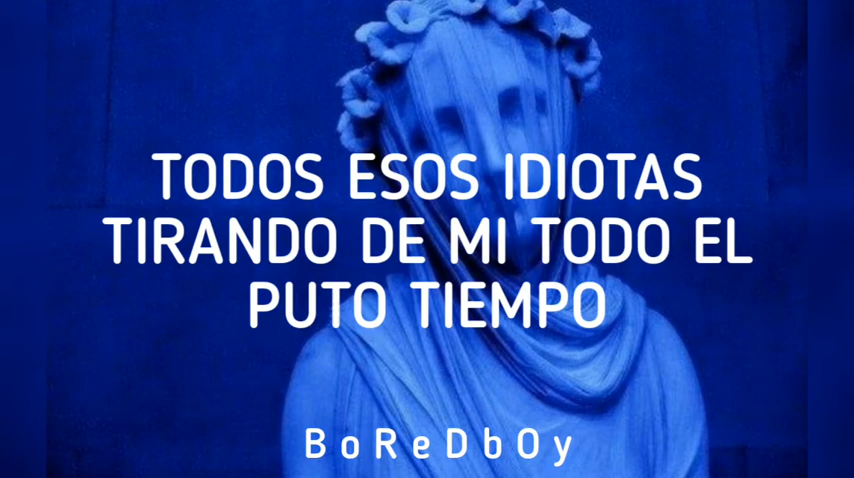 TODOS ESOS IDIOTAS
TIRANDO DE MI TODO EL
PUTO TIEMPO
BoReDbOy